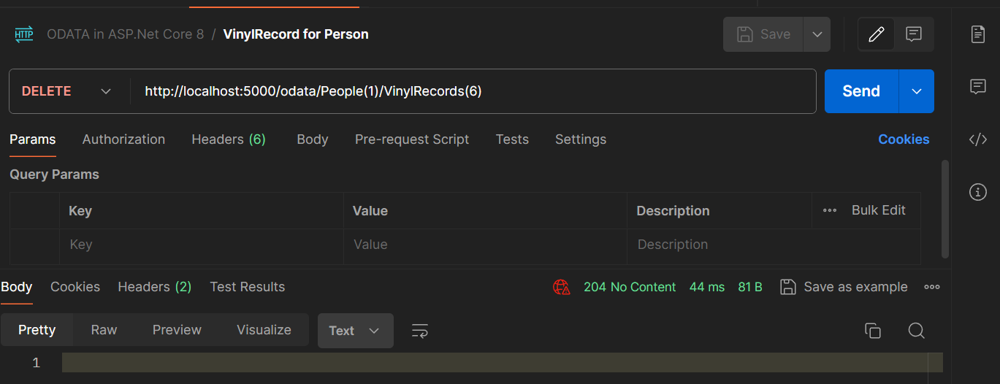 HTTP ODATA in ASP.Net Core 8 / VinylRecord for Person Save
DELETE http://localhost:5000/odata/People(1)/VinylRecords(6) Send
Params Authorization Headers (6) Body Pre-request Script Tests Settings Cookies
Query Params
Key Value Description Bulk Edit
Key Value Description
Body Cookies Headers (2) Test Results 204 No Content 44 ms 81 B Save as example
Pretty Raw Preview Visualize Text
1